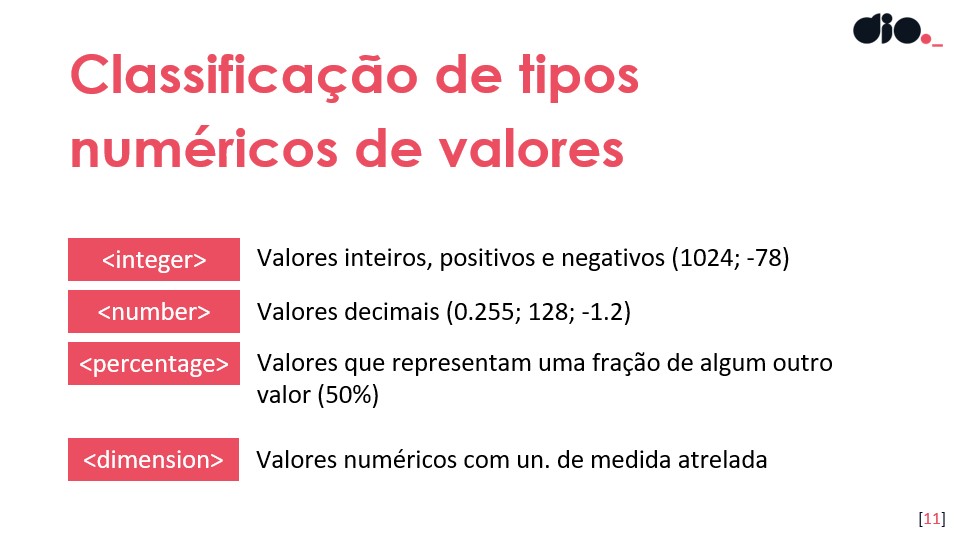 dio._
Classificação de tipos
numéricos de valores
<integer> Valores inteiros, positivos e negativos (1024; -78)
<number> Valores decimais (0.255; 128; -1.2)
<percentage> Valores que representam uma fração de algum outro
valor (50%)
<dimension> Valores numéricos com un. de medida atrelada
[11]